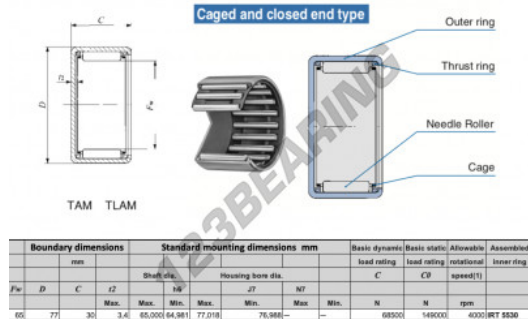 Caged and closed end type
C
t2
D
Fw
TAM TLAM
Outer ring
Thrust ring
Needle Roller
Cage
123BEARING
Boundary dimensions Standard mounting dimensions mm Basic dynamic Basic static Allowable Assembled
mm load rating load rating rotational inner ring
Shaft dia. Housing bore dia. C C0 speed(1)
Fw D C t2 h6 J7 N7
Max. Max. Min. Max. Min. Max Min. N N rpm
65 77 30 3,4 65,000 64,981 77,018 76,988 – – 68500 149000 4000 IRT 5530